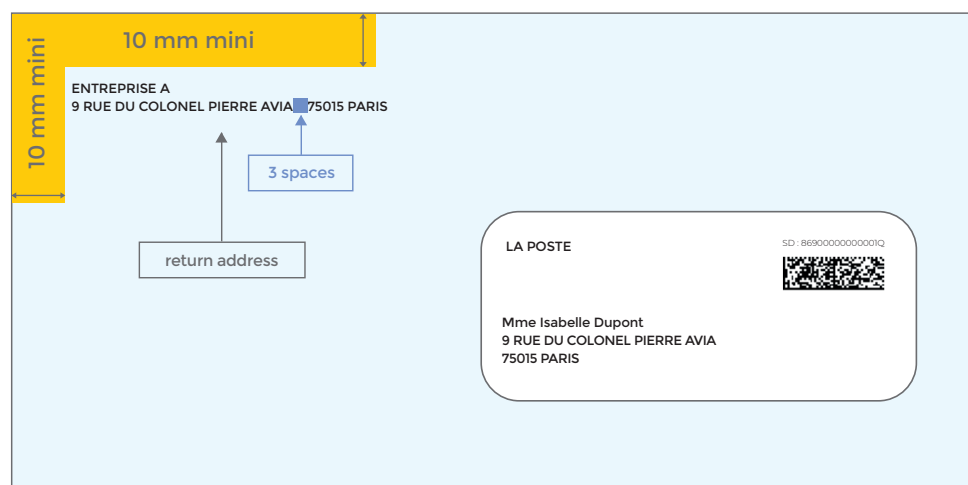 10 mm mini
10 mm mini
ENTREPRISE A
9 RUE DU COLONEL PIERRE AVIA 75015 PARIS
3 spaces
return address
LA POSTE
SD : 86900000000001Q
Mme Isabelle Dupont
9 RUE DU COLONEL PIERRE AVIA
75015 PARIS